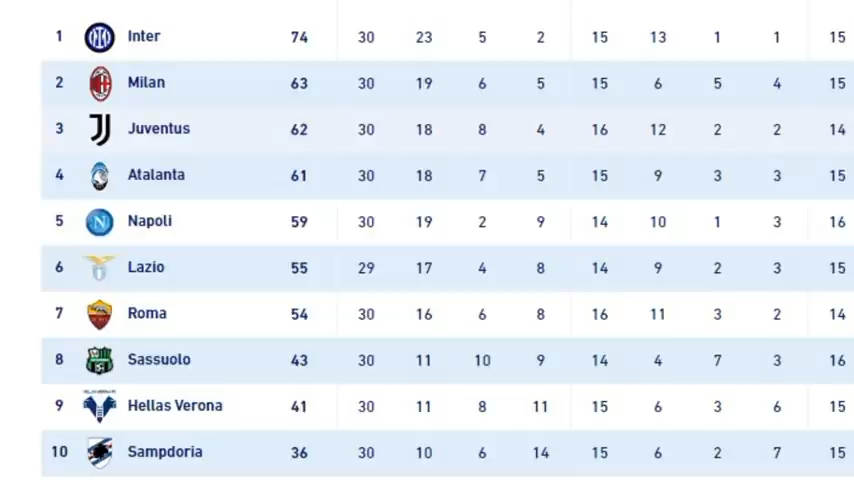 1 Inter 74 30 23 5 2 15 13 1 1 15
2 Milan 63 30 19 6 5 15 6 5 4 15
3 Juventus 62 30 18 8 4 16 12 2 2 14
4 Atalanta 61 30 18 7 5 15 9 3 3 15
5 Napoli 59 30 19 2 9 14 10 1 3 16
6 Lazio 55 29 17 4 8 14 9 2 3 15
7 Roma 54 30 16 6 8 16 11 3 2 14
8 Sassuolo 43 30 11 10 9 14 4 7 3 16
9 Hellas Verona 41 30 11 8 11 15 6 3 6 15
10 Sampdoria 36 30 10 6 14 15 6 2 7 15